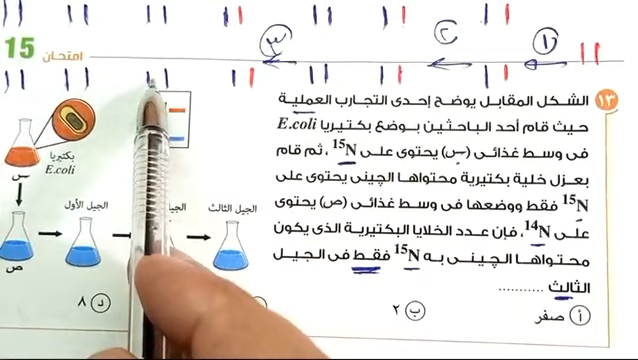 امتحان 15
③ ② ①
١٣ الشكل المقابل يوضح إحدى التجارب العملية
حيث قام أحد الباحثين بوضع بكتيريا E.coli
فى وسط غذائى (س) يحتوى على ¹⁵N، ثم قام
بعزل خلية بكتيرية محتواها الچينى يحتوى على
¹⁵N فقط ووضعها فى وسط غذائى (ص) يحتوى
على ¹⁴N، فإن عدد الخلايا البكتيرية الذى يكون
محتواها الچينى به ¹⁵N فقط فى الجيل
الثالث ..........
أ صفر
ب ٢
د ٨
بكتيريا
E.coli
س
ص
الجيل الأول
الجيل الثالث